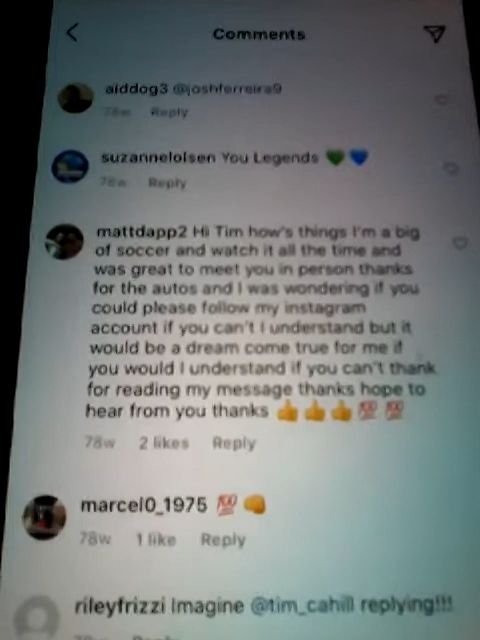 Comments
aiddog3 @joshferreira9
78w Reply
suzannelolsen You Legends 💚💙
78w Reply
mattdapp2 Hi Tim how's things I'm a big
of soccer and watch it all the time and
was great to meet you in person thanks
for the autos and I was wondering if you
could please follow my instagram
account if you can't I understand but it
would be a dream come true for me if
you would I understand if you can't thank
for reading my message thanks hope to
hear from you thanks 👍👍👍💯💯
78w 2 likes Reply
marcel0_1975 💯👊
78w 1 like Reply
rileyfrizzi Imagine @tim_cahill replying!!!